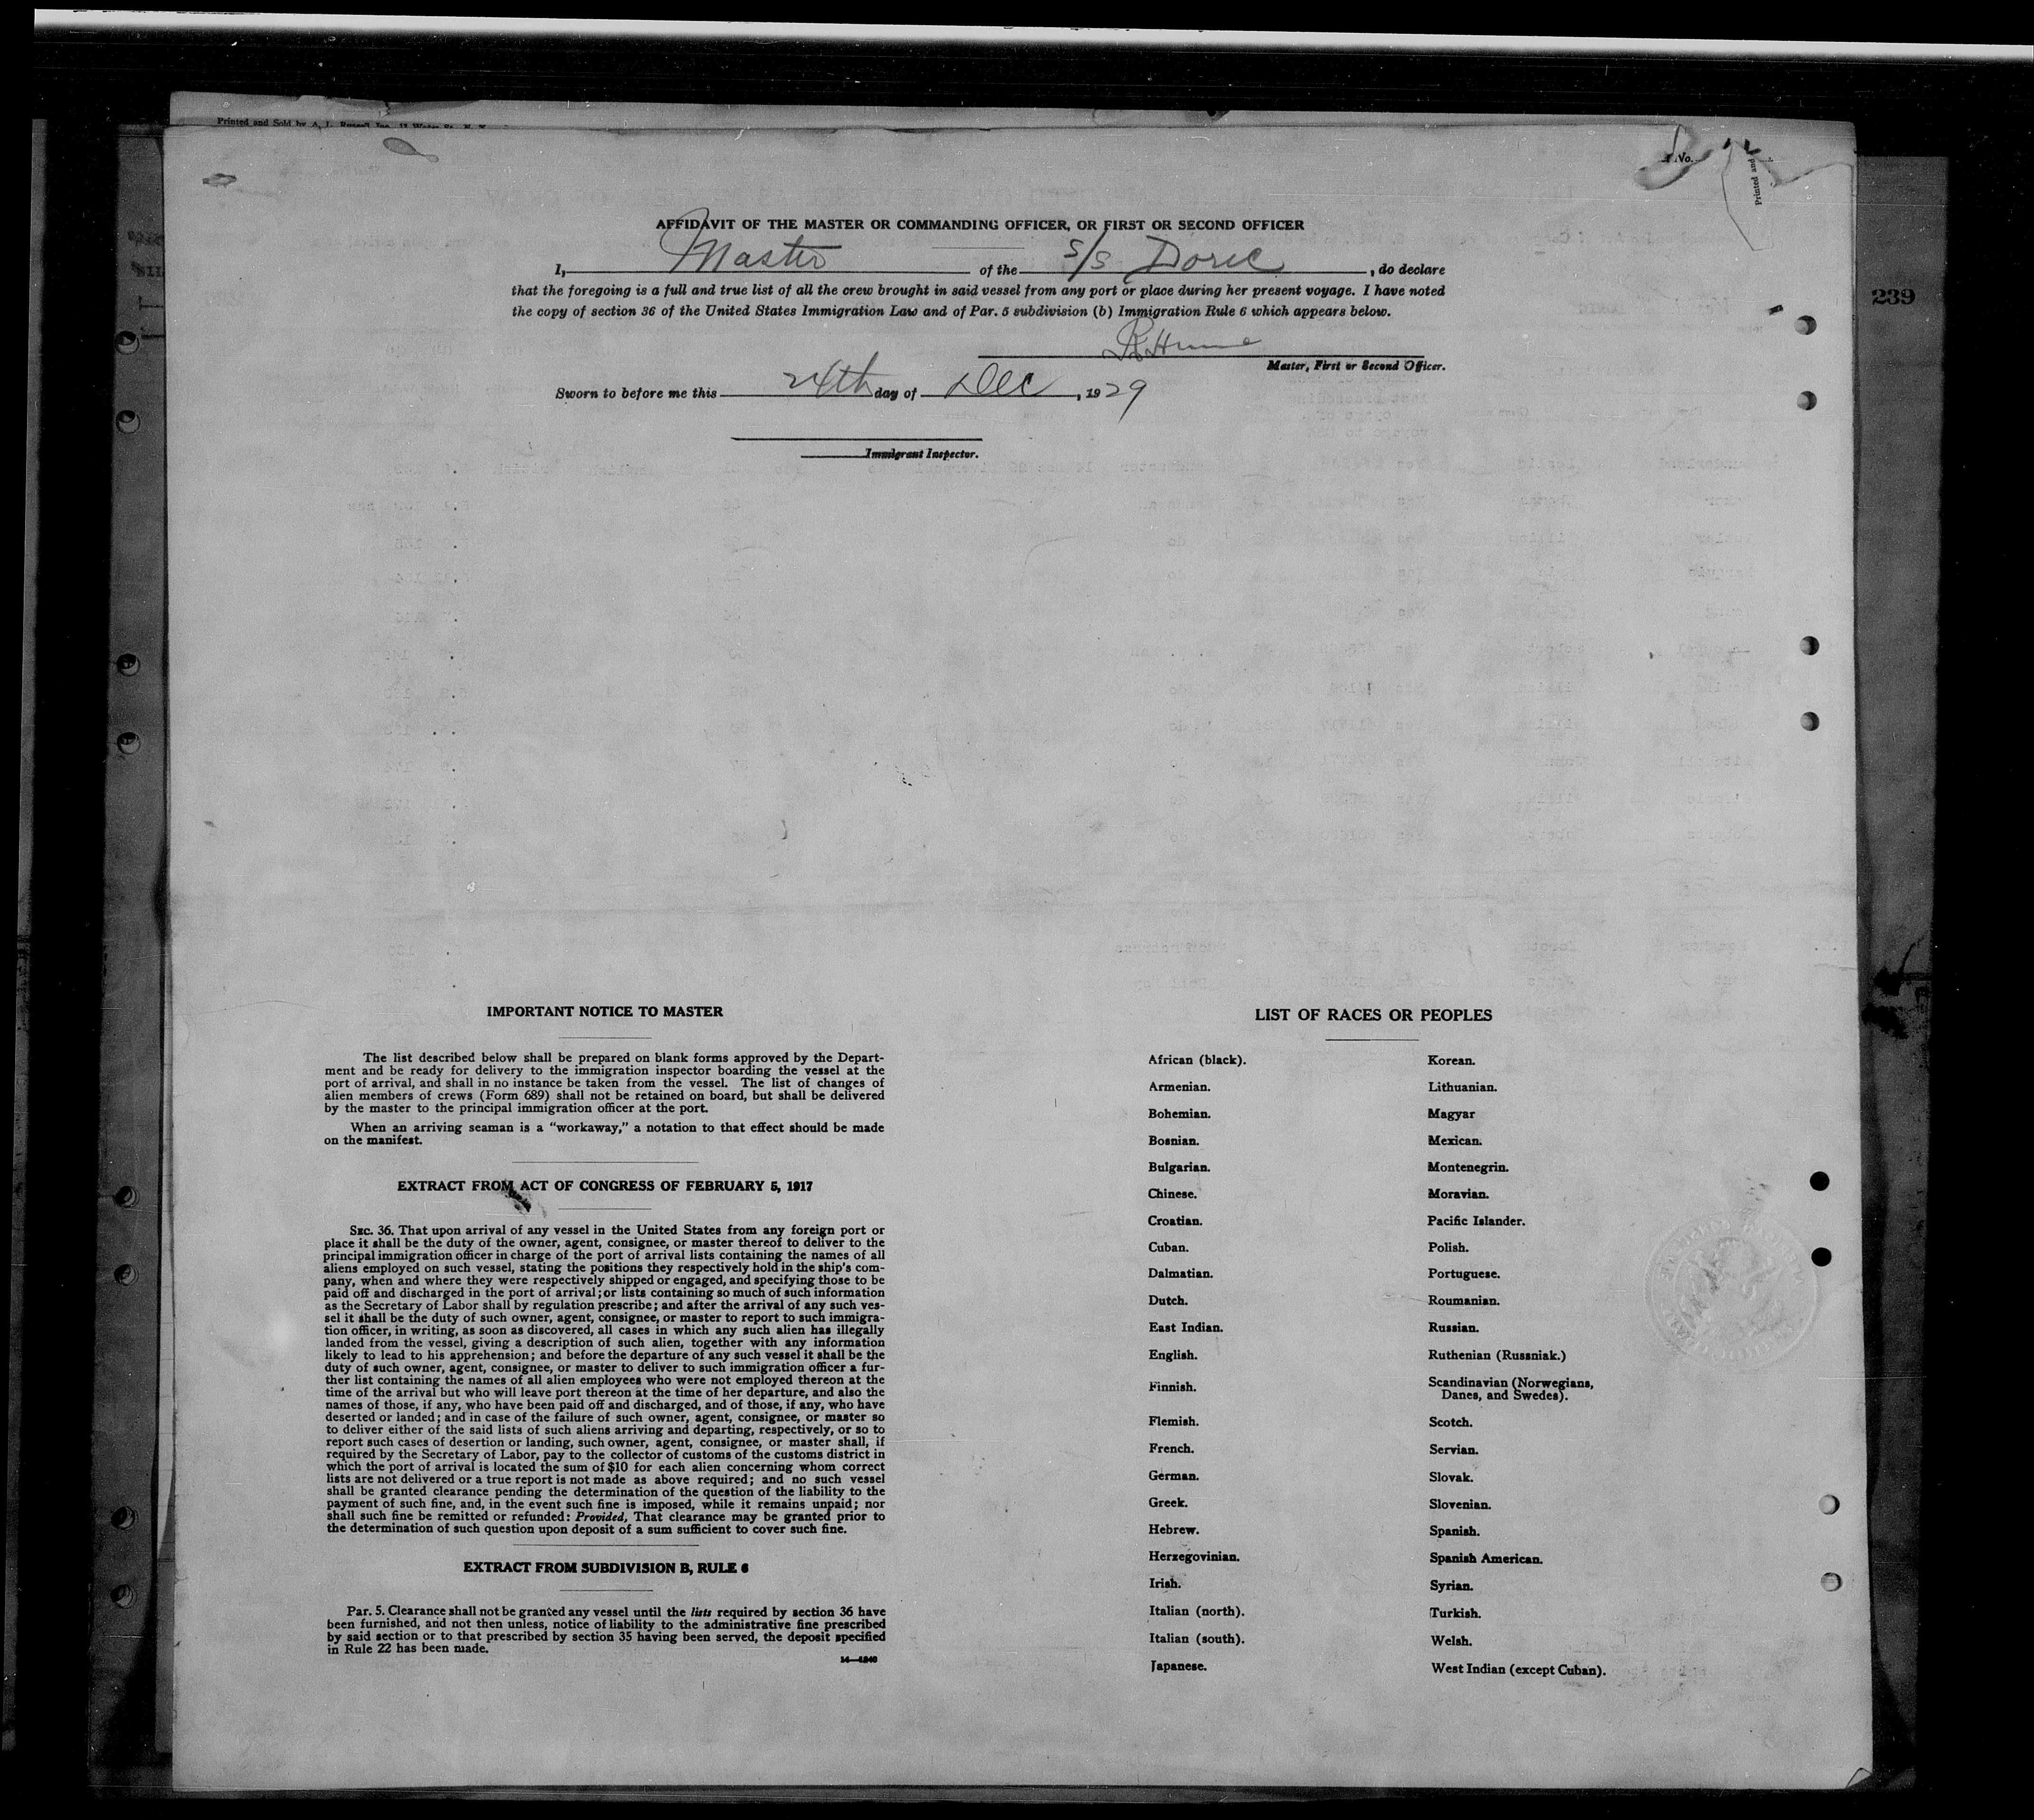 Printed and Sold by A. L. Russell Inc. 11 Water St. N. Y.
No.
Printed and
239
AFFIDAVIT OF THE MASTER OR COMMANDING OFFICER, OR FIRST OR SECOND OFFICER
I, Master of the S/S Doric, do declare
that the foregoing is a full and true list of all the crew brought in said vessel from any port or place during her present voyage. I have noted
the copy of section 36 of the United States Immigration Law and of Par. 5 subdivision (b) Immigration Rule 6 which appears below.
Master, First or Second Officer.
Sworn to before me this 24th day of Dec, 1929
Immigrant Inspector.
IMPORTANT NOTICE TO MASTER
The list described below shall be prepared on blank forms approved by the Depart-
ment and be ready for delivery to the immigration inspector boarding the vessel at the
port of arrival, and shall in no instance be taken from the vessel. The list of changes of
alien members of crews (Form 689) shall not be retained on board, but shall be delivered
by the master to the principal immigration officer at the port.
When an arriving seaman is a "workaway," a notation to that effect should be made
on the manifest.
EXTRACT FROM ACT OF CONGRESS OF FEBRUARY 5, 1917
SEC. 36. That upon arrival of any vessel in the United States from any foreign port or
place it shall be the duty of the owner, agent, consignee, or master thereof to deliver to the
principal immigration officer in charge of the port of arrival lists containing the names of all
aliens employed on such vessel, stating the positions they respectively hold in the ship's com-
pany, when and where they were respectively shipped or engaged, and specifying those to be
paid off and discharged in the port of arrival; or lists containing so much of such information
as the Secretary of Labor shall by regulation prescribe; and after the arrival of any such ves-
sel it shall be the duty of such owner, agent, consignee, or master to report to such immigra-
tion officer, in writing, as soon as discovered, all cases in which any such alien has illegally
landed from the vessel, giving a description of such alien, together with any information
likely to lead to his apprehension; and before the departure of any such vessel it shall be the
duty of such owner, agent, consignee, or master to deliver to such immigration officer a fur-
ther list containing the names of all alien employees who were not employed thereon at the
time of the arrival but who will leave port thereon at the time of her departure, and also the
names of those, if any, who have been paid off and discharged, and of those, if any, who have
deserted or landed; and in case of the failure of such owner, agent, consignee, or master so
to deliver either of the said lists of such aliens arriving and departing, respectively, or so to
report such cases of desertion or landing, such owner, agent, consignee, or master shall, if
required by the Secretary of Labor, pay to the collector of customs of the customs district in
which the port of arrival is located the sum of $10 for each alien concerning whom correct
lists are not delivered or a true report is not made as above required; and no such vessel
shall be granted clearance pending the determination of the question of the liability to the
payment of such fine, and, in the event such fine is imposed, while it remains unpaid; nor
shall such fine be remitted or refunded: Provided, That clearance may be granted prior to
the determination of such question upon deposit of a sum sufficient to cover such fine.
EXTRACT FROM SUBDIVISION B, RULE 6
Par. 5. Clearance shall not be granted any vessel until the lists required by section 36 have
been furnished, and not then unless, notice of liability to the administrative fine prescribed
by said section or to that prescribed by section 35 having been served, the deposit specified
in Rule 22 has been made.
14—1240
LIST OF RACES OR PEOPLES
African (black).
Armenian.
Bohemian.
Bosnian.
Bulgarian.
Chinese.
Croatian.
Cuban.
Dalmatian.
Dutch.
East Indian.
English.
Finnish.
Flemish.
French.
German.
Greek.
Hebrew.
Herzegovinian.
Irish.
Italian (north).
Italian (south).
Japanese.
Korean.
Lithuanian.
Magyar
Mexican.
Montenegrin.
Moravian.
Pacific Islander.
Polish.
Portuguese.
Roumanian.
Russian.
Ruthenian (Russniak.)
Scandinavian (Norwegians,
Danes, and Swedes).
Scotch.
Servian.
Slovak.
Slovenian.
Spanish.
Spanish American.
Syrian.
Turkish.
Welsh.
West Indian (except Cuban).